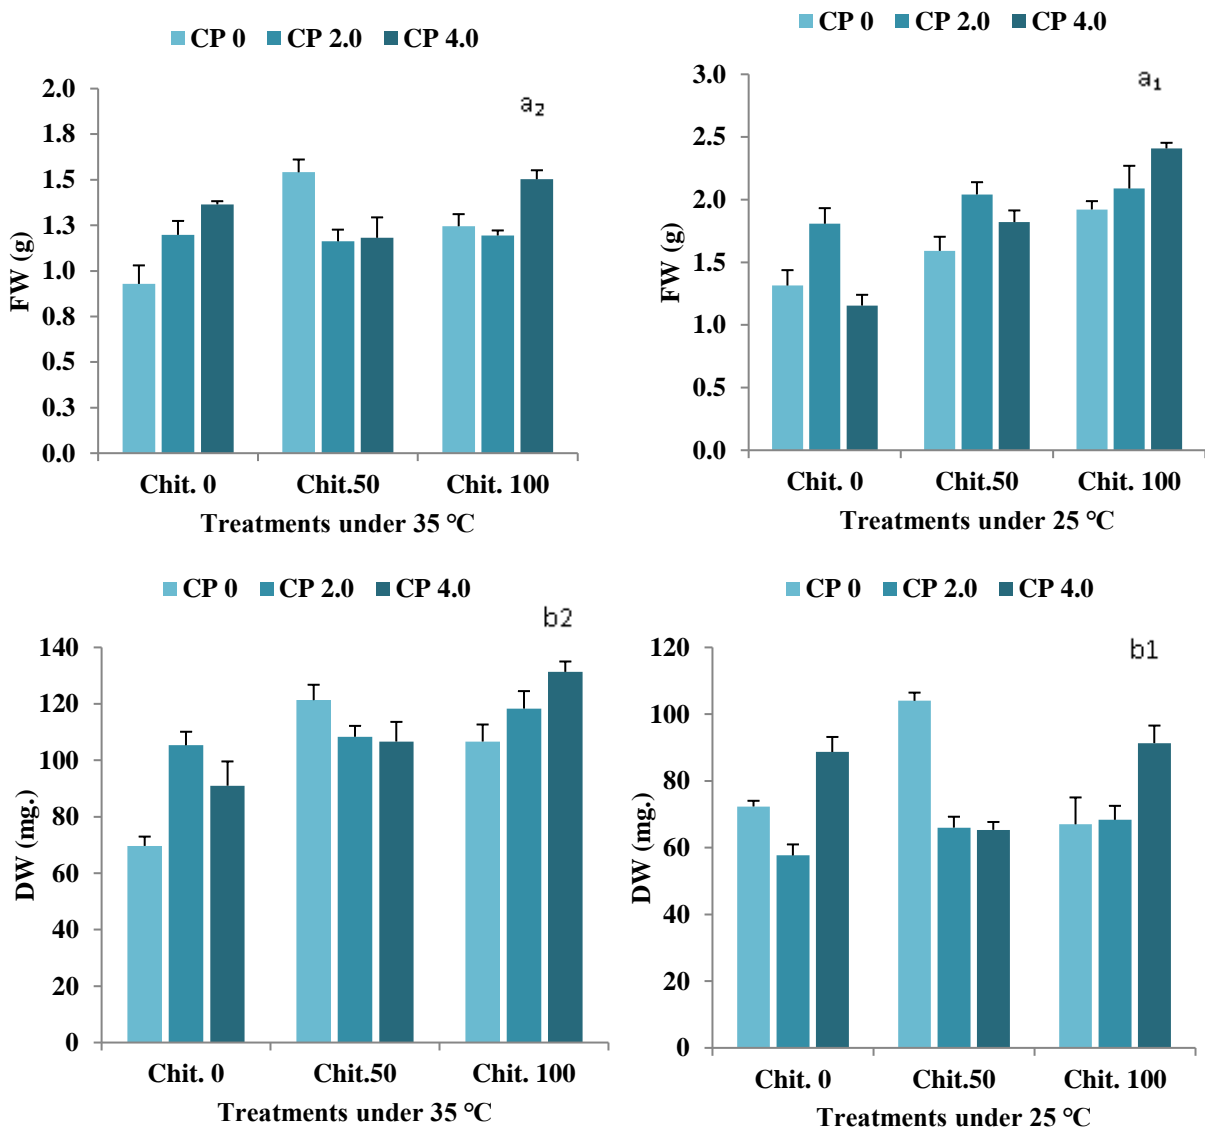 CP 0 CP 2.0 CP 4.0
a₂
2.0
1.8
1.5
1.3
1.0
0.8
0.5
0.3
0.0
FW (g)
Chit. 0 Chit.50 Chit. 100
Treatments under 35 °C
CP 0 CP 2.0 CP 4.0
a₁
3.0
2.5
2.0
1.5
1.0
0.5
0.0
FW (g)
Chit. 0 Chit.50 Chit. 100
Treatments under 25 °C
CP 0 CP 2.0 CP 4.0
b2
140
120
100
80
60
40
20
0
DW (mg.)
Chit. 0 Chit.50 Chit. 100
Treatments under 35 °C
CP 0 CP 2.0 CP 4.0
b1
120
100
80
60
40
20
0
DW (mg.)
Chit. 0 Chit.50 Chit. 100
Treatments under 25 °C